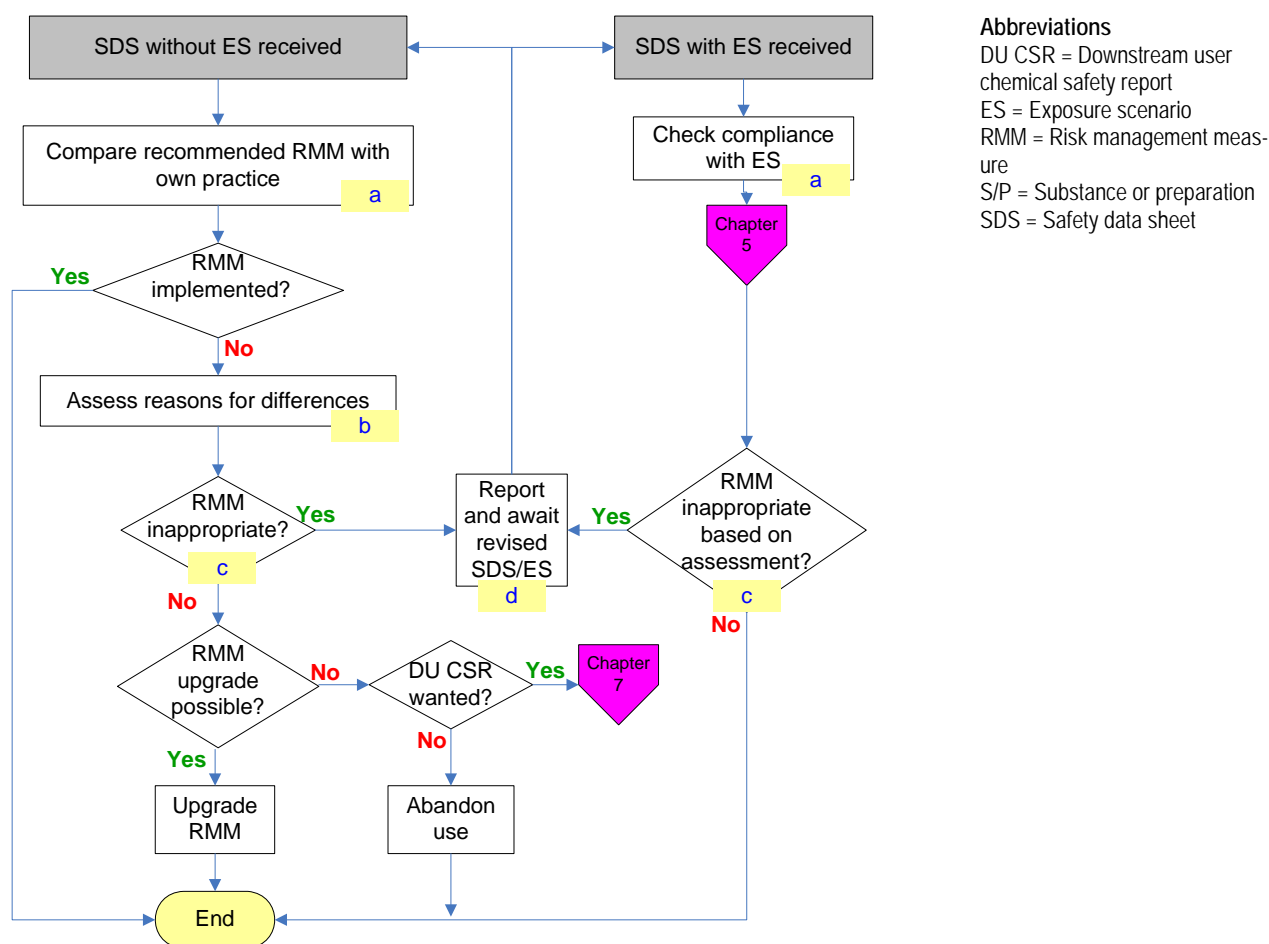 SDS without ES received
SDS with ES received
Compare recommended RMM with
own practice
a
Check compliance
with ES
a
Chapter
5
RMM
implemented?
Yes
No
Assess reasons for differences
b
RMM
inappropriate?
c
Yes
No
Report
and await
revised
SDS/ES
d
Yes
RMM
inappropriate
based on
assessment?
c
No
RMM
upgrade
possible?
No
Yes
DU CSR
wanted?
Yes
No
Chapter
7
Upgrade
RMM
Abandon
use
End
Abbreviations
DU CSR = Downstream user
chemical safety report
ES = Exposure scenario
RMM = Risk management meas-
ure
S/P = Substance or preparation
SDS = Safety data sheet